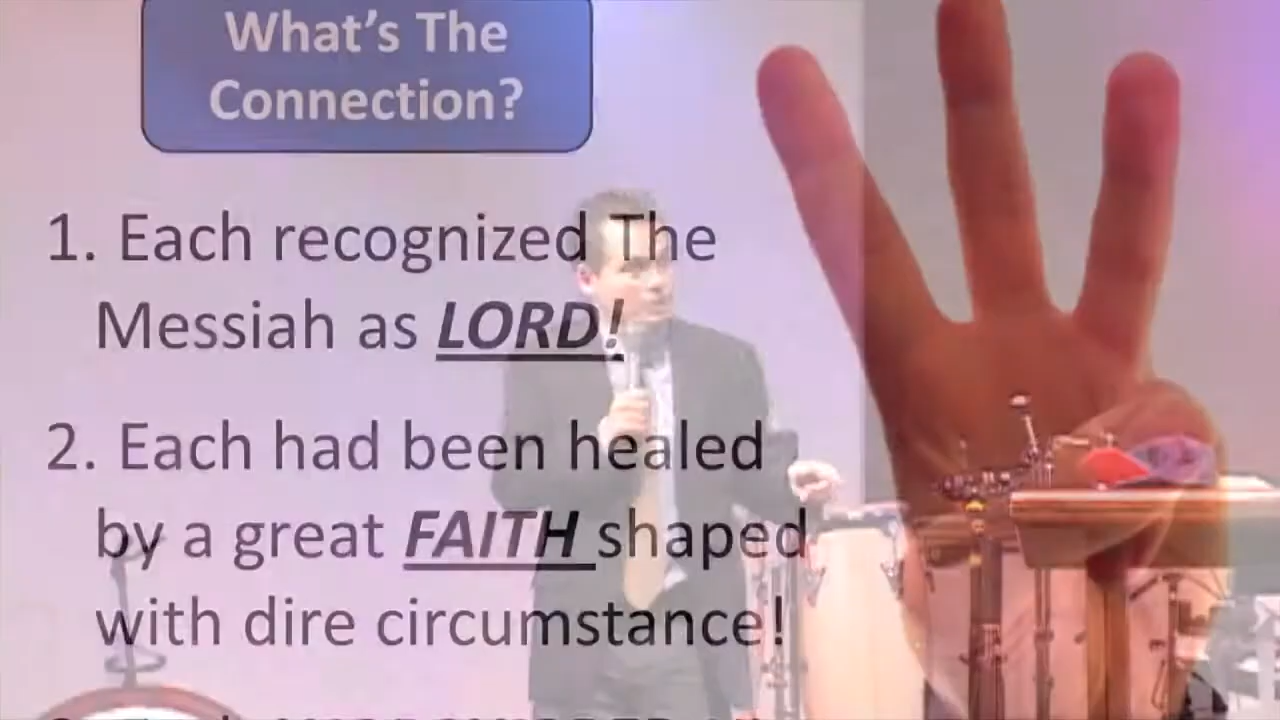 What's The
Connection?
1. Each recognized The
Messiah as LORD!
2. Each had been healed
by a great FAITH shaped
with dire circumstance!